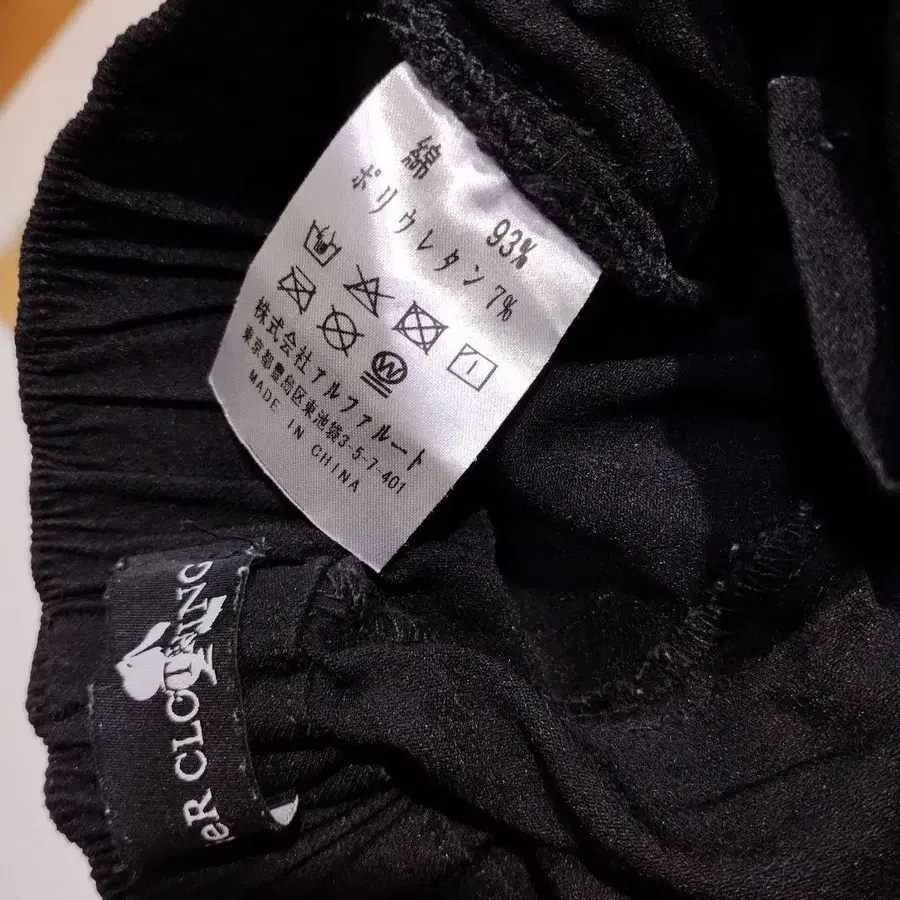 綿 93%
ポリウレタン 7%
W
株式会社アルファルート
東京都豊島区東池袋3-5-7-401
MADE IN CHINA
CLOTHING